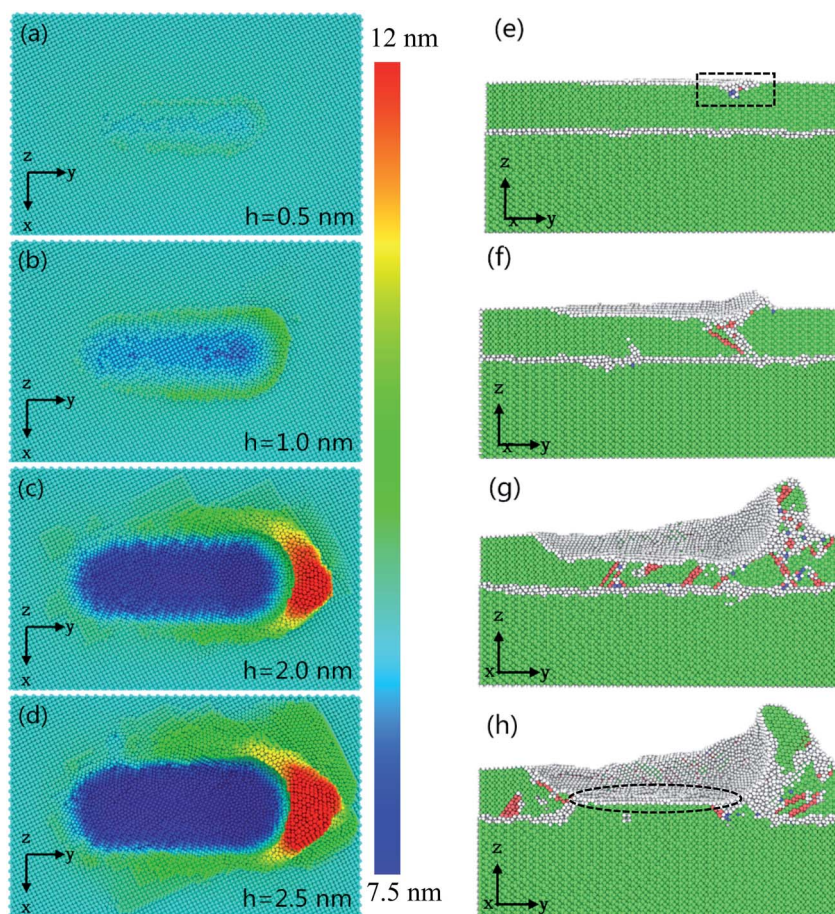 (a)
z
y
x
h=0.5 nm
(b)
z
y
x
h=1.0 nm
(c)
z
y
x
h=2.0 nm
(d)
z
y
x
h=2.5 nm
12 nm
7.5 nm
(e)
z
x
y
(f)
z
x
y
(g)
z
x
y
(h)
z
x
y